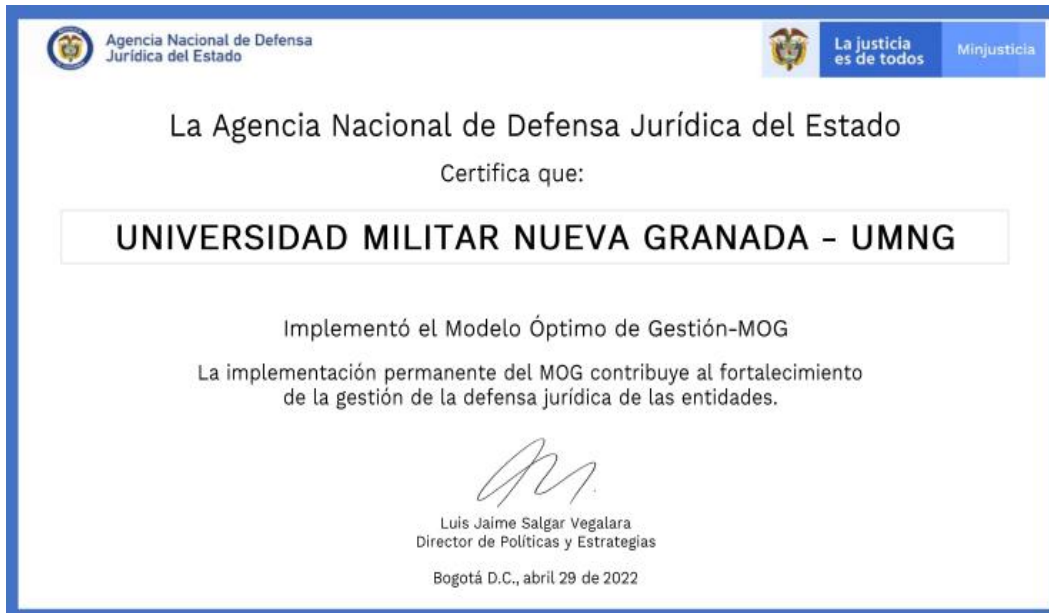 Agencia Nacional de Defensa
Jurídica del Estado
La justicia
es de todos
Minjusticia
La Agencia Nacional de Defensa Jurídica del Estado
Certifica que:
UNIVERSIDAD MILITAR NUEVA GRANADA - UMNG
Implementó el Modelo Óptimo de Gestión-MOG
La implementación permanente del MOG contribuye al fortalecimiento
de la gestión de la defensa jurídica de las entidades.
Luis Jaime Salgar Vegalara
Director de Políticas y Estrategias
Bogotá D.C., abril 29 de 2022